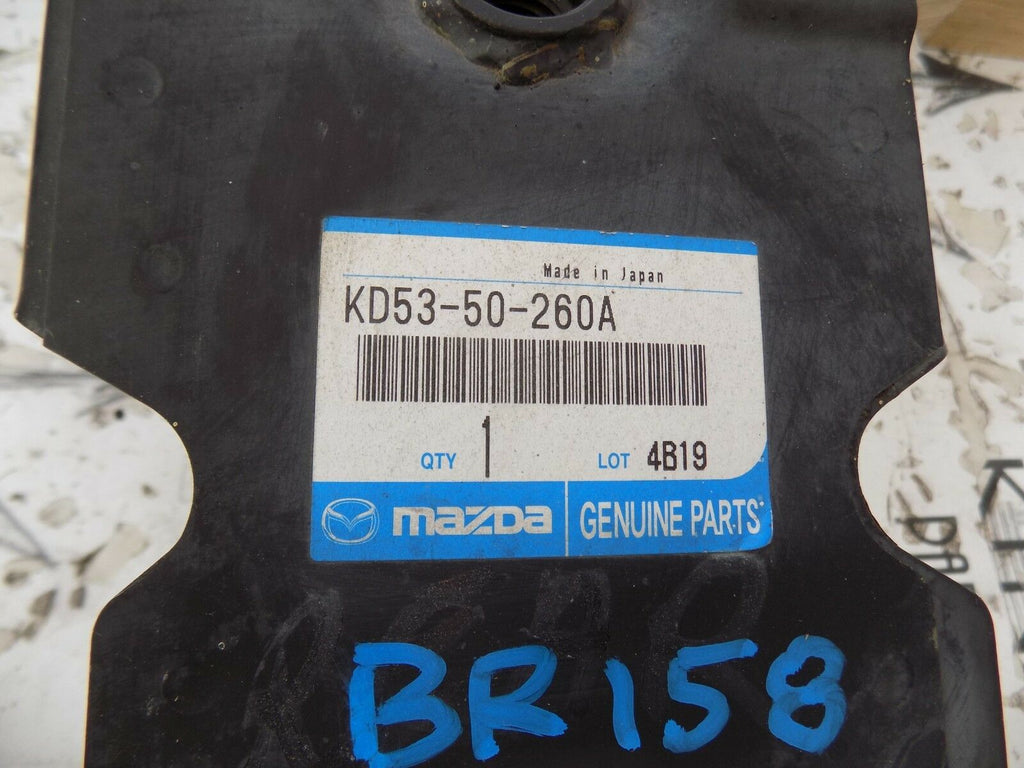 Made in Japan
KD53-50-260A
QTY 1 LOT 4B19
mazda GENUINE PARTS
BR158